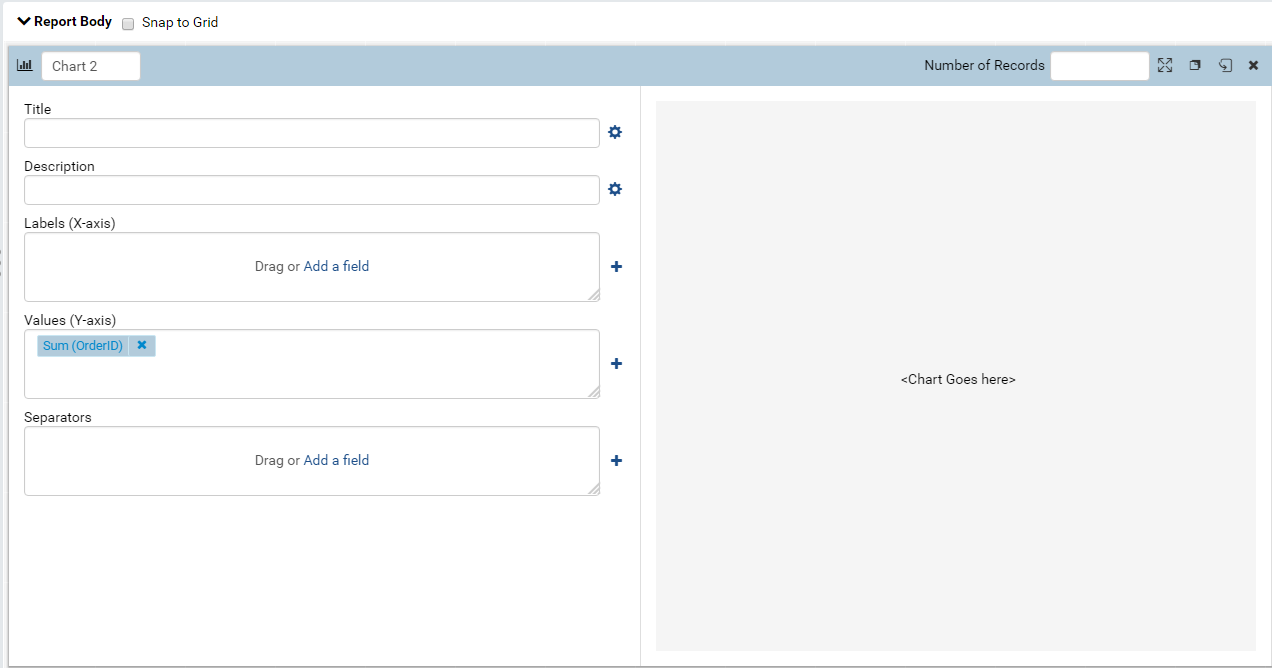 Report Body Snap to Grid
Chart 2 Number of Records
Title
Description
Labels (X-axis)
Drag or Add a field
Values (Y-axis)
Sum (OrderID)
<Chart Goes here>
Separators
Drag or Add a field